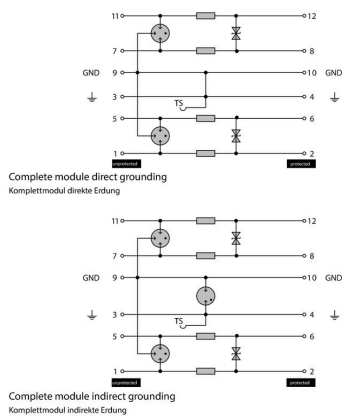 11 12
7 8
GND 9 10 GND
3 4
TS
5 6
1 2
unprotected protected
Complete module direct grounding
Komplettmodul direkte Erdung
11 12
7 8
GND 9 10 GND
3 4
TS
5 6
1 2
unprotected protected
Complete module indirect grounding
Komplettmodul indirekte Erdung